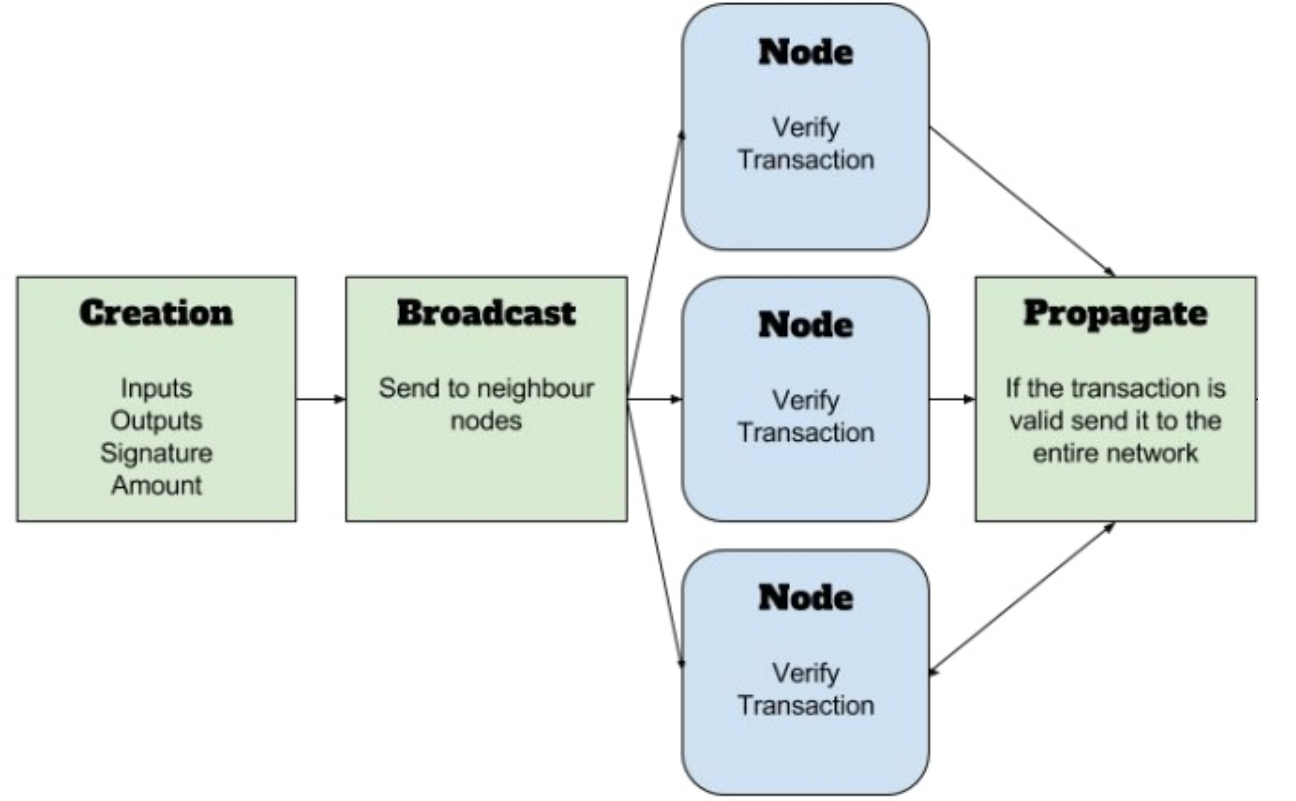 Creation
Inputs
Outputs
Signature
Amount
Broadcast
Send to neighbour
nodes
Node
Verify
Transaction
Node
Verify
Transaction
Node
Verify
Transaction
Propagate
If the transaction is
valid send it to the
entire network